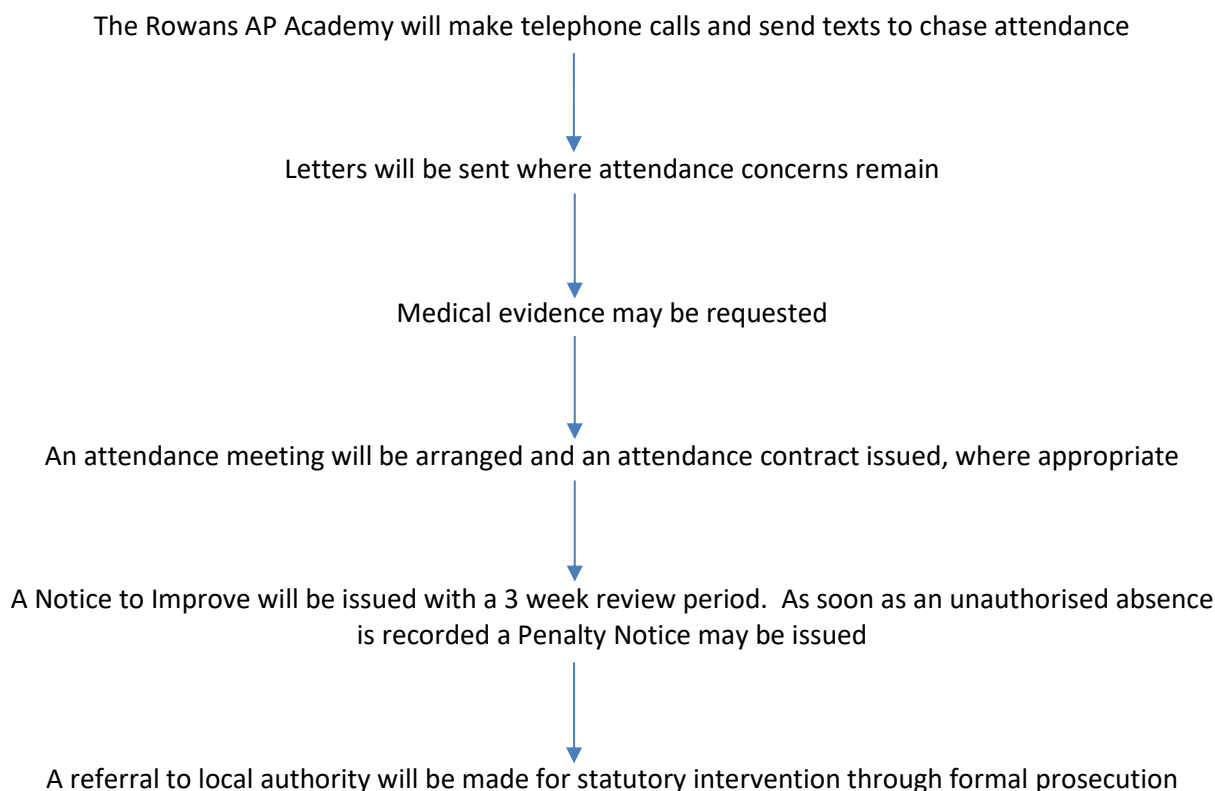 The Rowans AP Academy will make telephone calls and send texts to chase attendance
Letters will be sent where attendance concerns remain
Medical evidence may be requested
An attendance meeting will be arranged and an attendance contract issued, where appropriate
A Notice to Improve will be issued with a 3 week review period.  As soon as an unauthorised absence
is recorded a Penalty Notice may be issued
A referral to local authority will be made for statutory intervention through formal prosecution